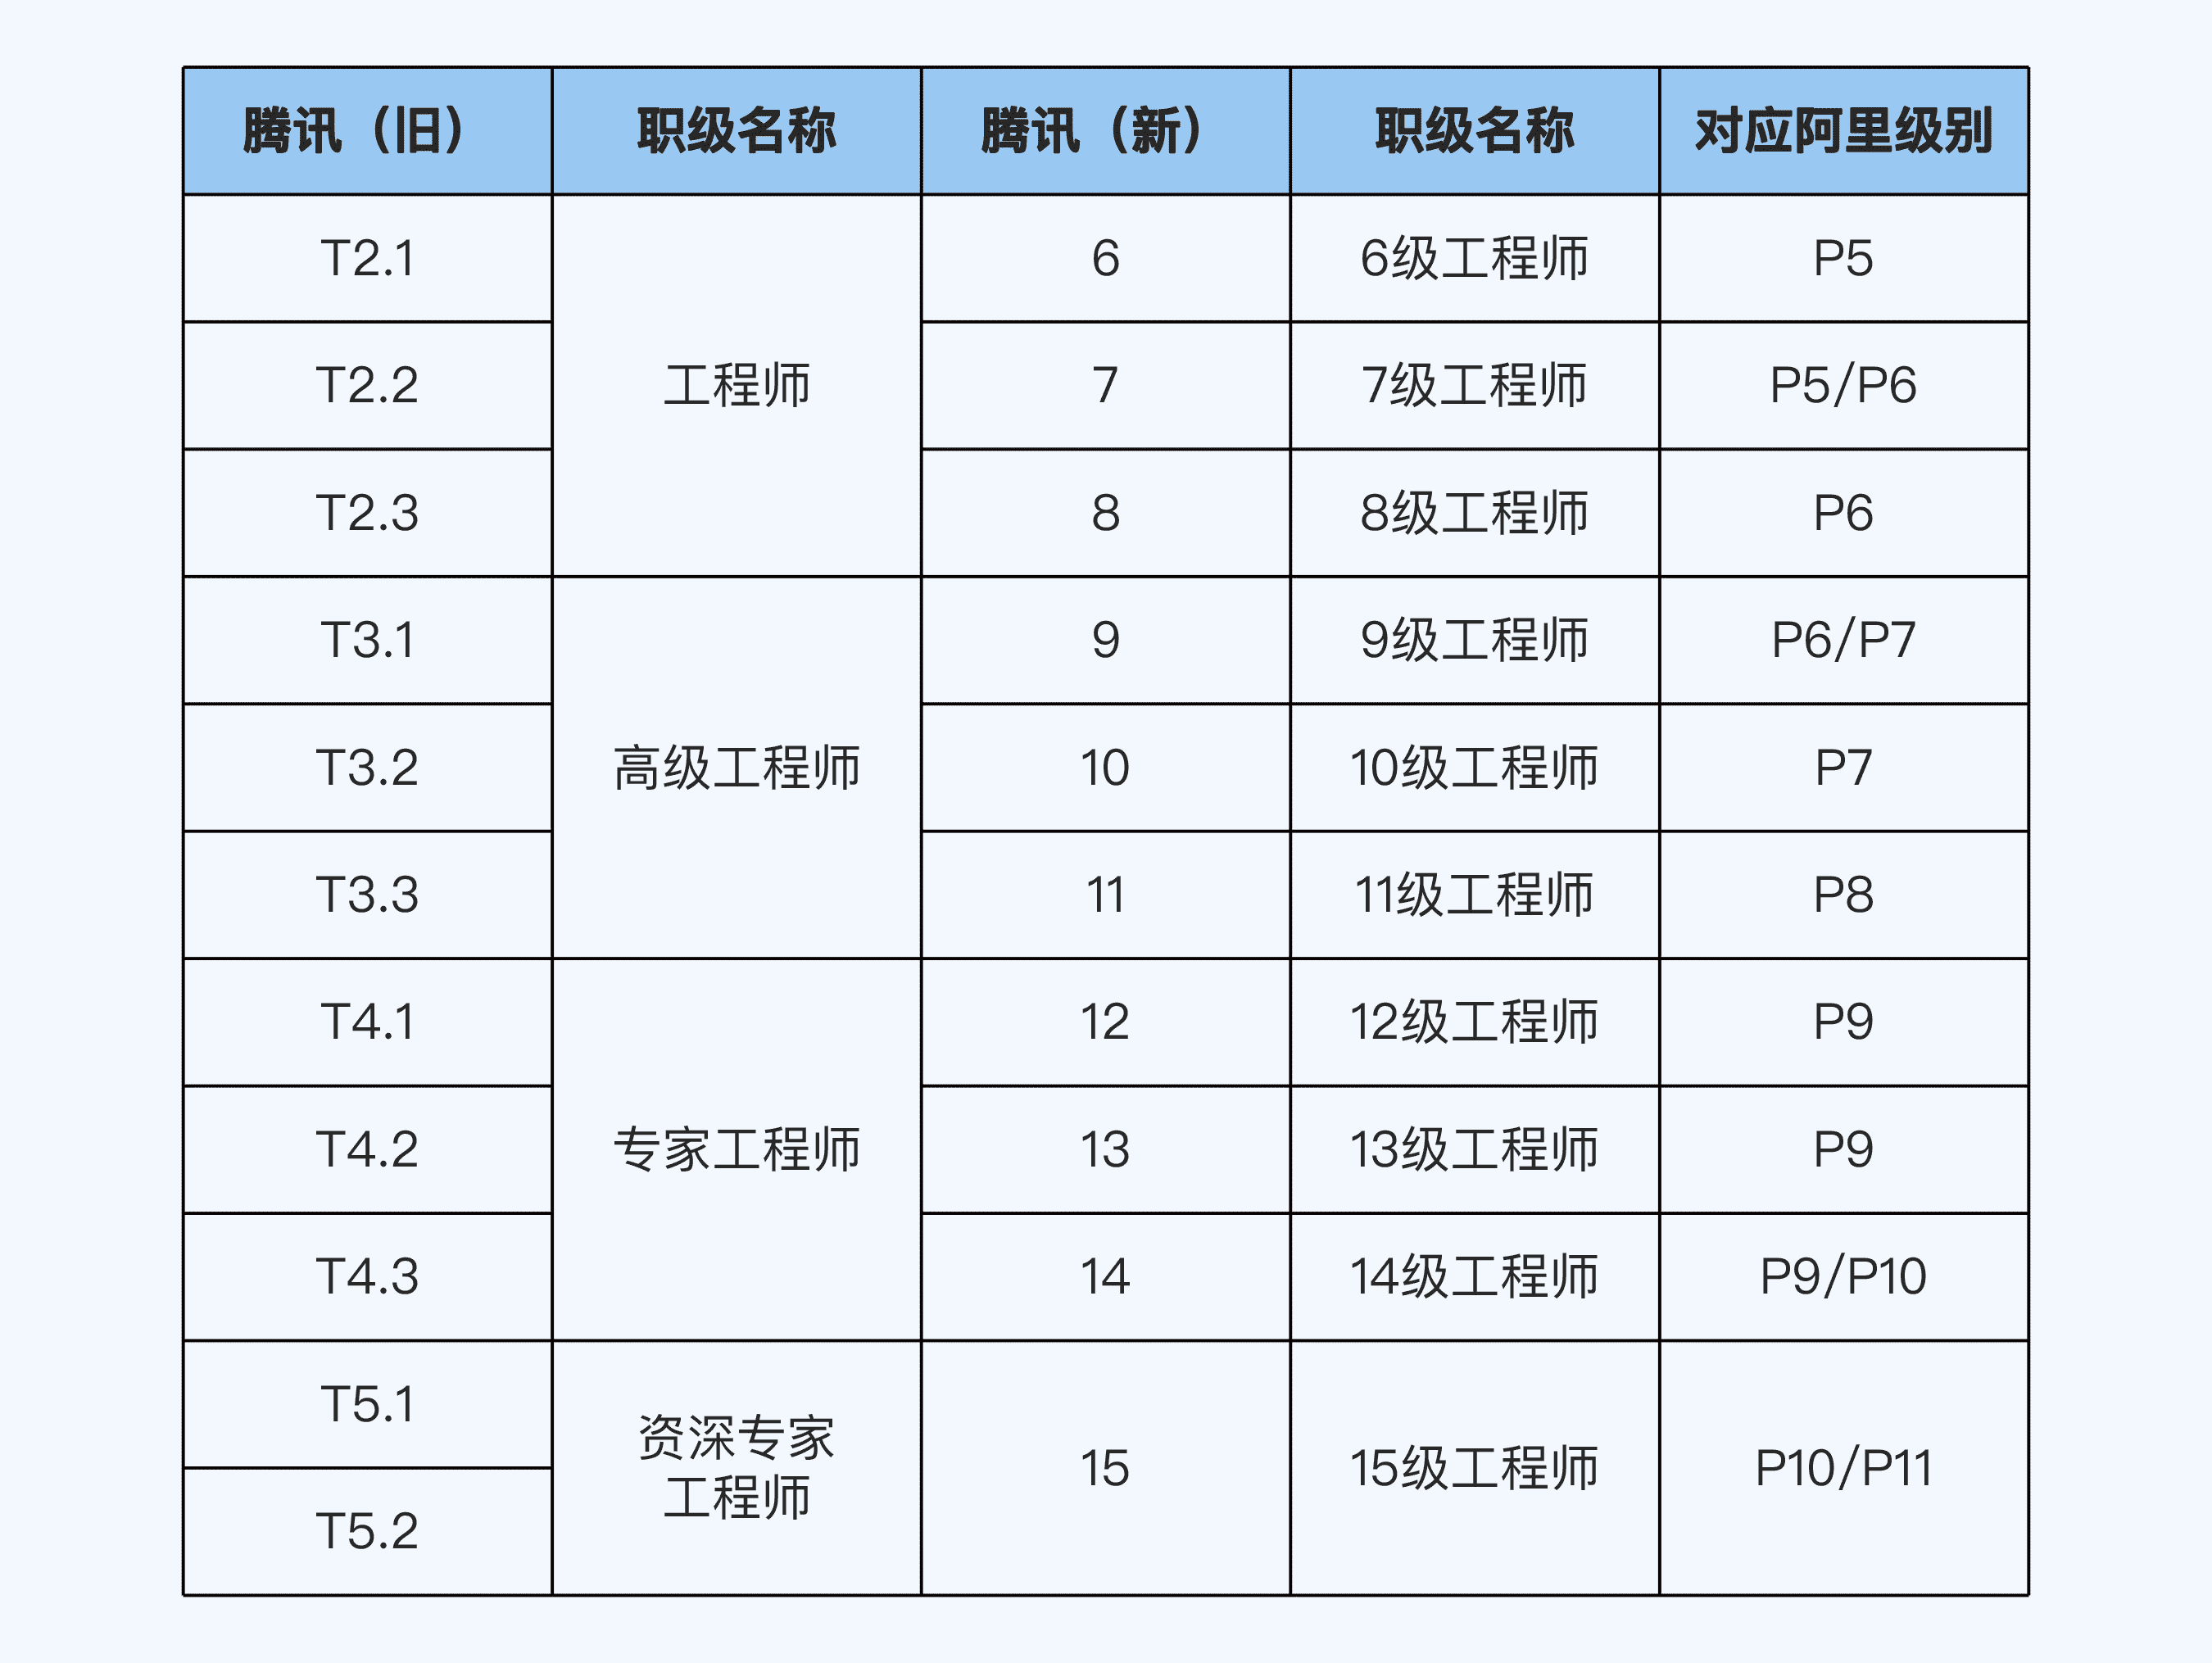 腾讯（旧） 职级名称 腾讯（新） 职级名称 对应阿里级别
T2.1 6 6级工程师 P5
T2.2 工程师 7 7级工程师 P5/P6
T2.3 8 8级工程师 P6
T3.1 9 9级工程师 P6/P7
T3.2 高级工程师 10 10级工程师 P7
T3.3 11 11级工程师 P8
T4.1 12 12级工程师 P9
T4.2 专家工程师 13 13级工程师 P9
T4.3 14 14级工程师 P9/P10
T5.1
资深专家
工程师
15 15级工程师 P10/P11
T5.2